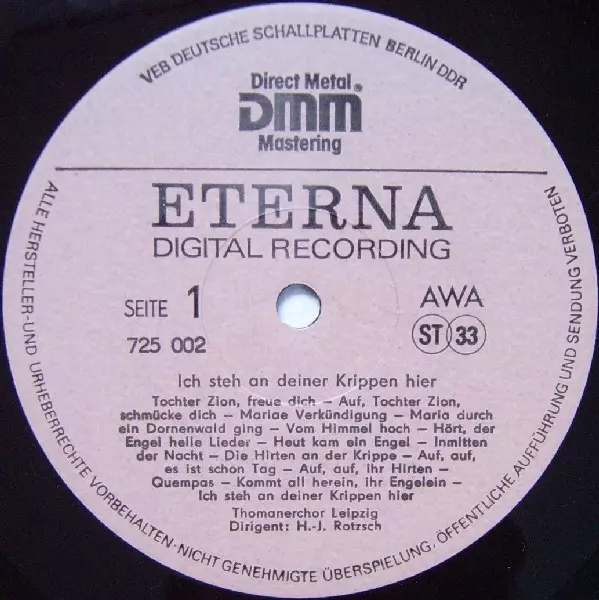 VEB DEUTSCHE SCHALLPLATTEN BERLIN DDR
Direct Metal
DMM®
Mastering
ETERNA
DIGITAL RECORDING
SEITE 1
AWA
725 002
ST 33
Ich steh an deiner Krippen hier
Tochter Zion, freue dich – Auf, Tochter Zion,
schmücke dich – Mariae Verkündigung – Maria durch
ein Dornenwald ging – Vom Himmel hoch – Hört, der
Engel helle Lieder – Heut kam ein Engel – Inmitten
der Nacht – Die Hirten an der Krippe – Auf, auf,
es ist schon Tag – Auf, auf, ihr Hirten –
Quempas – Kommt all herein, ihr Engelein –
Ich steh an deiner Krippen hier
Thomanerchor Leipzig
Dirigent: H.-J. Rotzsch
ALLE HERSTELLER-UND URHEBERRECHTE VORBEHALTEN-NICHT GENEHMIGTE ÜBERSPIELUNG, ÖFFENTLICHE AUFFÜHRUNG UND SENDUNG VERBOTEN